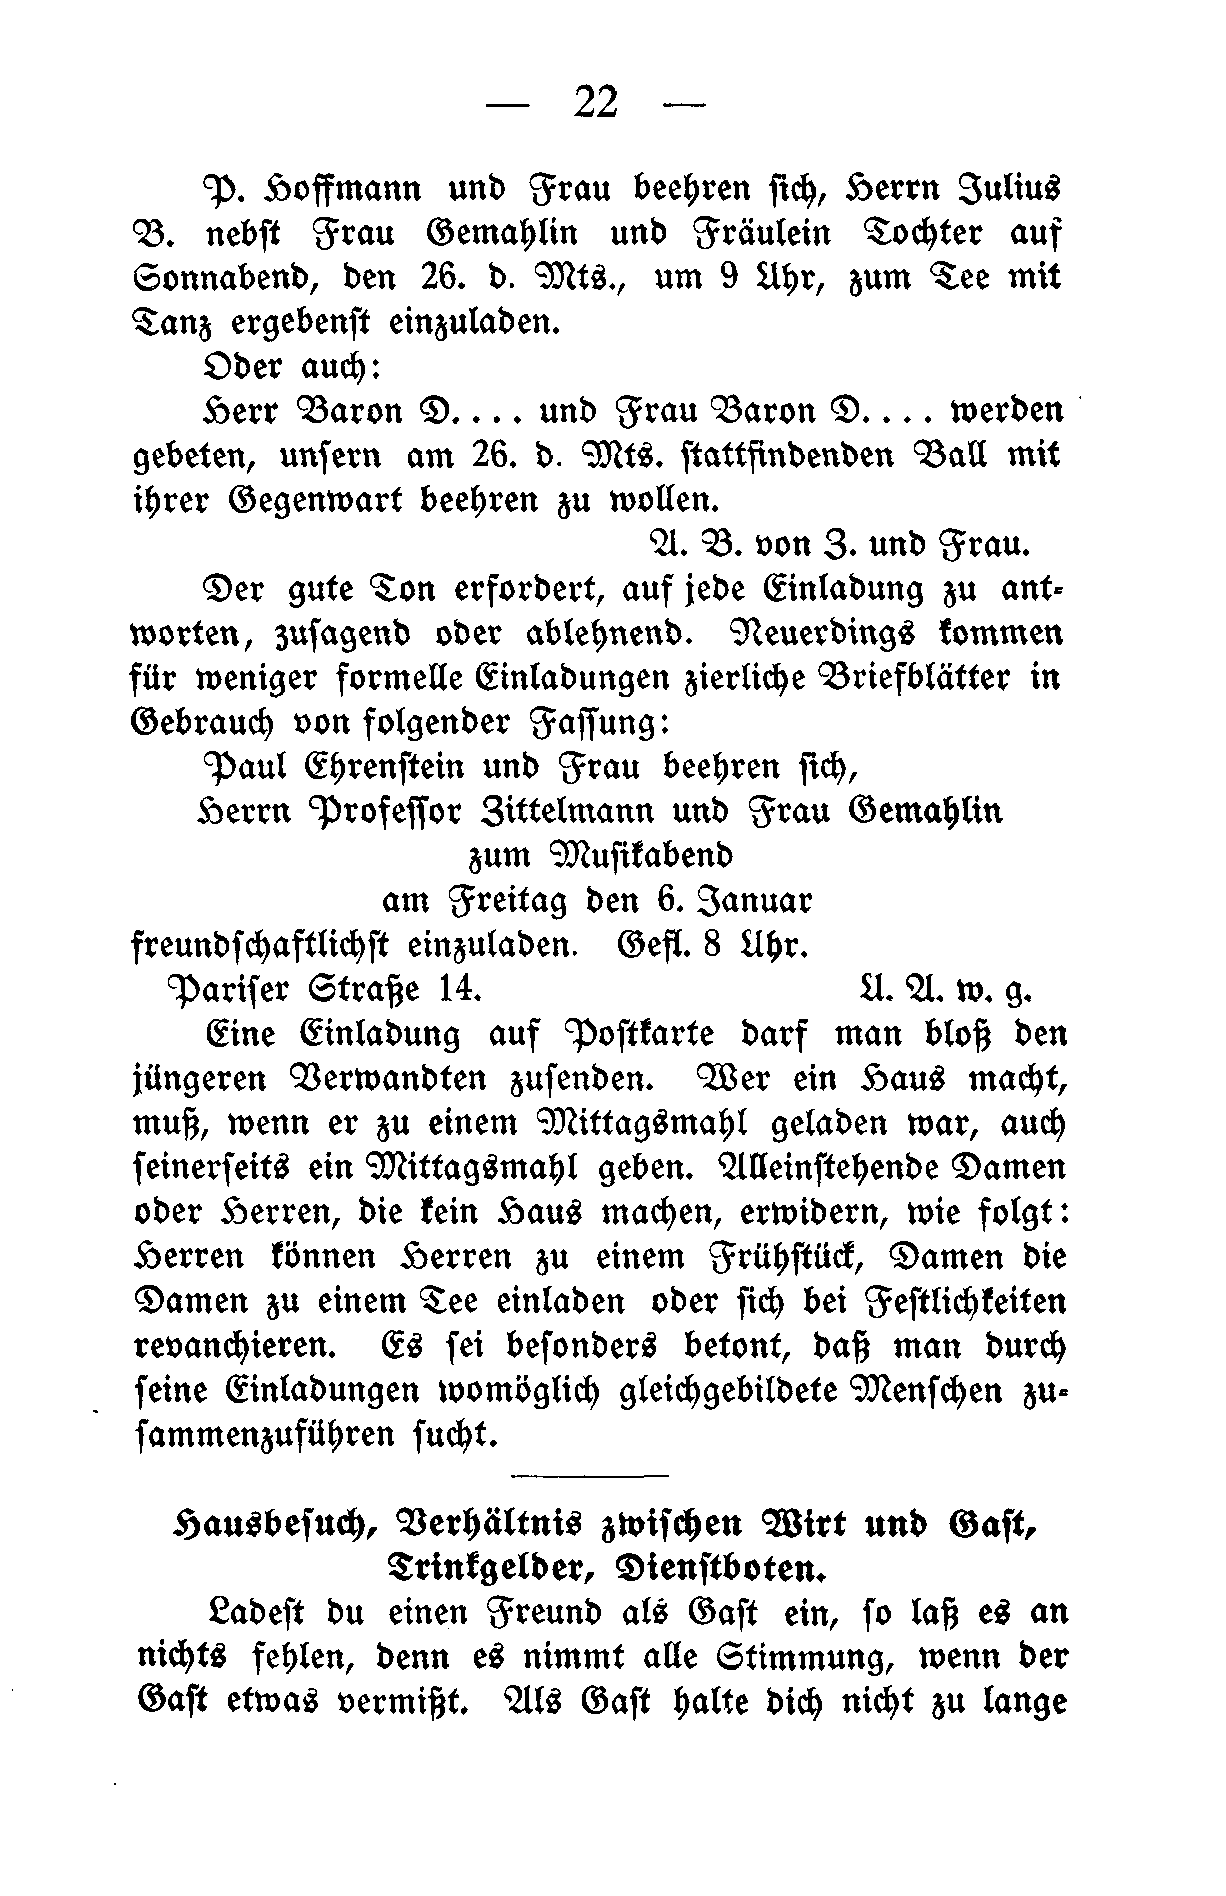 — 22 —
P. Hoffmann und Frau beehren sich, Herrn Julius
B. nebst Frau Gemahlin und Fräulein Tochter auf
Sonnabend, den 26. d. Mts., um 9 Uhr, zum Tee mit
Tanz ergebenst einzuladen.
Oder auch:
Herr Baron D.... und Frau Baron D.... werden
gebeten, unsern am 26. d. Mts. stattfindenden Ball mit
ihrer Gegenwart beehren zu wollen.
A. B. von Z. und Frau.
Der gute Ton erfordert, auf jede Einladung zu ant-
worten, zusagend oder ablehnend. Neuerdings kommen
für weniger formelle Einladungen zierliche Briefblätter in
Gebrauch von folgender Fassung:
Paul Ehrenstein und Frau beehren sich,
Herrn Professor Zittelmann und Frau Gemahlin
zum Musikabend
am Freitag den 6. Januar
freundschaftlichst einzuladen. Gefl. 8 Uhr.
Pariser Straße 14. U. A. w. g.
Eine Einladung auf Postkarte darf man bloß den
jüngeren Verwandten zusenden. Wer ein Haus macht,
muß, wenn er zu einem Mittagsmahl geladen war, auch
seinerseits ein Mittagsmahl geben. Alleinstehende Damen
oder Herren, die kein Haus machen, erwidern, wie folgt:
Herren können Herren zu einem Frühstück, Damen die
Damen zu einem Tee einladen oder sich bei Festlichkeiten
revanchieren. Es sei besonders betont, daß man durch
seine Einladungen womöglich gleichgebildete Menschen zu-
sammenzuführen sucht.
Hausbesuch, Verhältnis zwischen Wirt und Gast,
Trinkgelder, Dienstboten.
Ladest du einen Freund als Gast ein, so laß es an
nichts fehlen, denn es nimmt alle Stimmung, wenn der
Gast etwas vermißt. Als Gast halte dich nicht zu lange